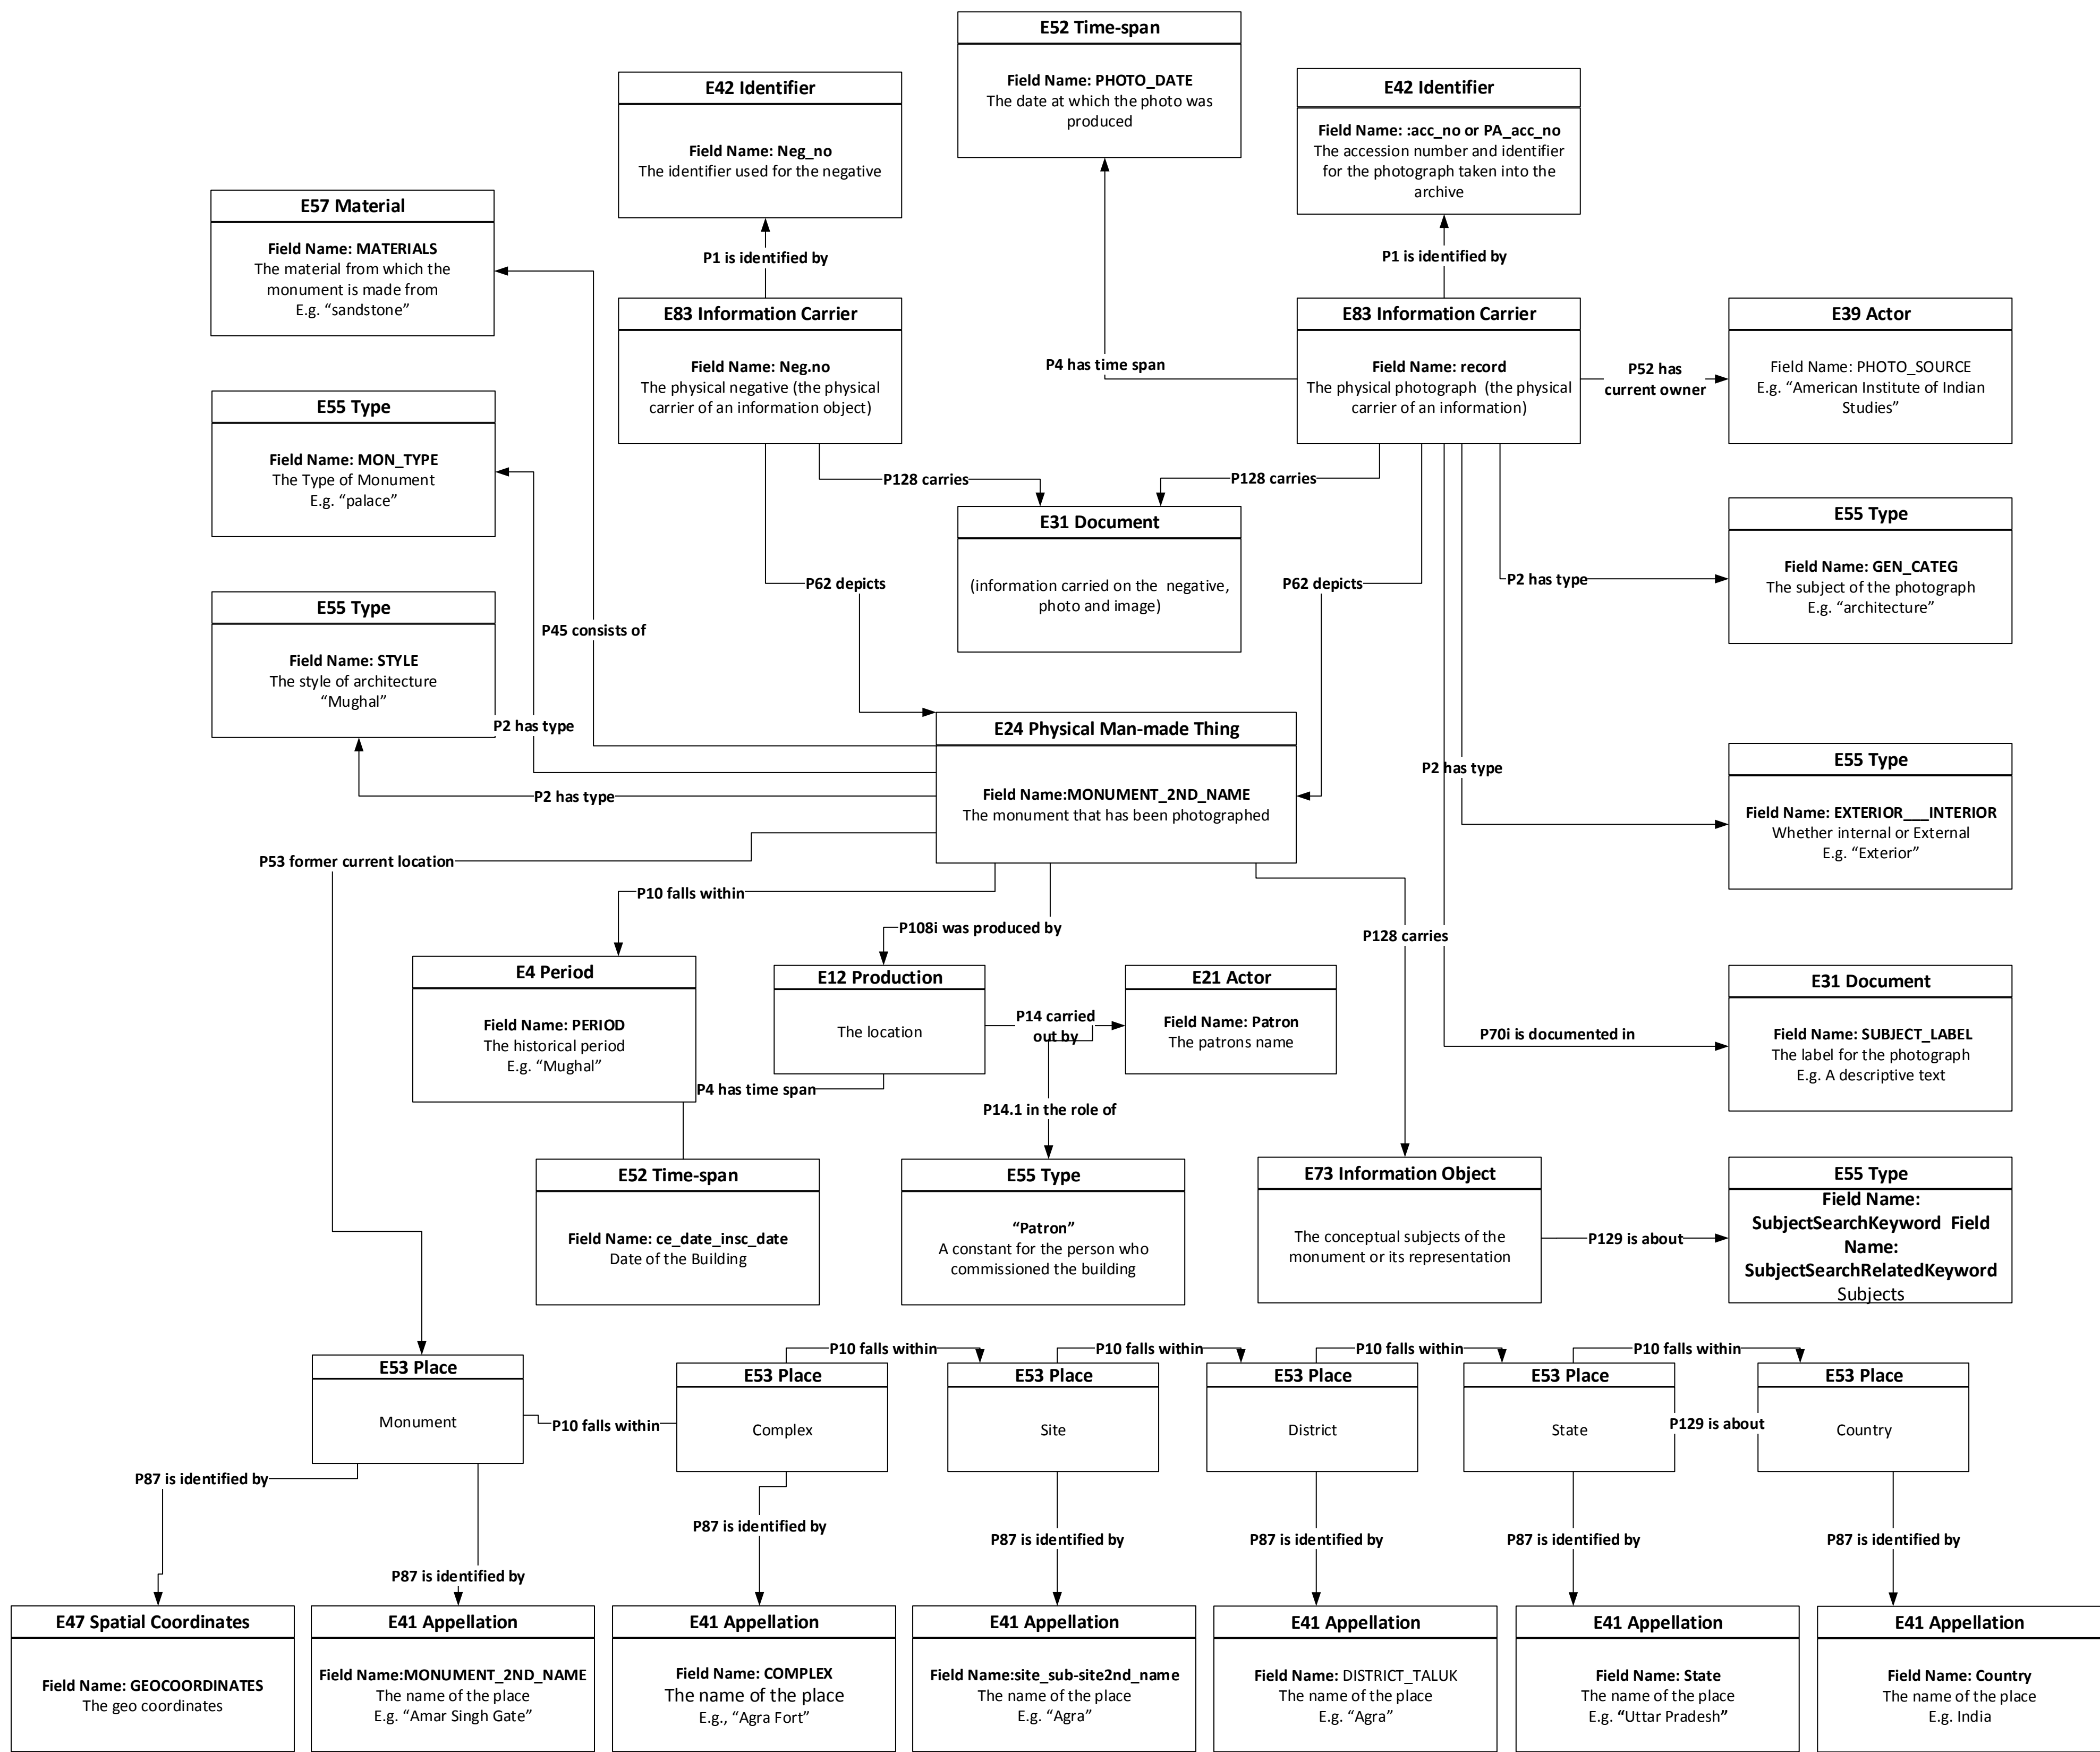 E52 Time-span
Field Name: PHOTO_DATE
The date at which the photo was
produced
E42 Identifier
Field Name: Neg_no
The identifier used for the negative
E42 Identifier
Field Name: :acc_no or PA_acc_no
The accession number and identifier
for the photograph taken into the
archive
E57 Material
Field Name: MATERIALS
The material from which the
monument is made from
E.g. “sandstone”
P1 is identified by
P1 is identified by
E83 Information Carrier
Field Name: Neg.no
The physical negative (the physical
carrier of an information object)
P4 has time span
E83 Information Carrier
Field Name: record
The physical photograph (the physical
carrier of an information)
P52 has
current owner
E39 Actor
Field Name: PHOTO_SOURCE
E.g. “American Institute of Indian
Studies”
E55 Type
Field Name: MON_TYPE
The Type of Monument
E.g. “palace”
P128 carries
P128 carries
E31 Document
(information carried on the negative,
photo and image)
P62 depicts
P62 depicts
P2 has type
E55 Type
Field Name: GEN_CATEG
The subject of the photograph
E.g. “architecture”
E55 Type
Field Name: STYLE
The style of architecture
“Mughal”
P45 consists of
P2 has type
P2 has type
E24 Physical Man-made Thing
Field Name:MONUMENT_2ND_NAME
The monument that has been photographed
P2 has type
E55 Type
Field Name: EXTERIOR___INTERIOR
Whether internal or External
E.g. “Exterior”
P53 former current location
P10 falls within
P108i was produced by
P128 carries
E4 Period
Field Name: PERIOD
The historical period
E.g. “Mughal”
E12 Production
The location
P14 carried
out by
E21 Actor
Field Name: Patron
The patrons name
P70i is documented in
E31 Document
Field Name: SUBJECT_LABEL
The label for the photograph
E.g. A descriptive text
P4 has time span
P14.1 in the role of
E52 Time-span
Field Name: ce_date_insc_date
Date of the Building
E55 Type
“Patron”
A constant for the person who
commissioned the building
E73 Information Object
The conceptual subjects of the
monument or its representation
P129 is about
E55 Type
Field Name:
SubjectSearchKeyword Field
Name:
SubjectSearchRelatedKeyword
Subjects
P10 falls within
P10 falls within
P10 falls within
P10 falls within
E53 Place
Monument
P10 falls within
E53 Place
Complex
E53 Place
Site
E53 Place
District
E53 Place
State
P129 is about
E53 Place
Country
P87 is identified by
P87 is identified by
P87 is identified by
P87 is identified by
P87 is identified by
P87 is identified by
P87 is identified by
E47 Spatial Coordinates
Field Name: GEOCOORDINATES
The geo coordinates
E41 Appellation
Field Name:MONUMENT_2ND_NAME
The name of the place
E.g. “Amar Singh Gate”
E41 Appellation
Field Name: COMPLEX
The name of the place
E.g., “Agra Fort”
E41 Appellation
Field Name:site_sub-site2nd_name
The name of the place
E.g. “Agra”
E41 Appellation
Field Name: DISTRICT_TALUK
The name of the place
E.g. “Agra”
E41 Appellation
Field Name: State
The name of the place
E.g. “Uttar Pradesh”
E41 Appellation
Field Name: Country
The name of the place
E.g. India